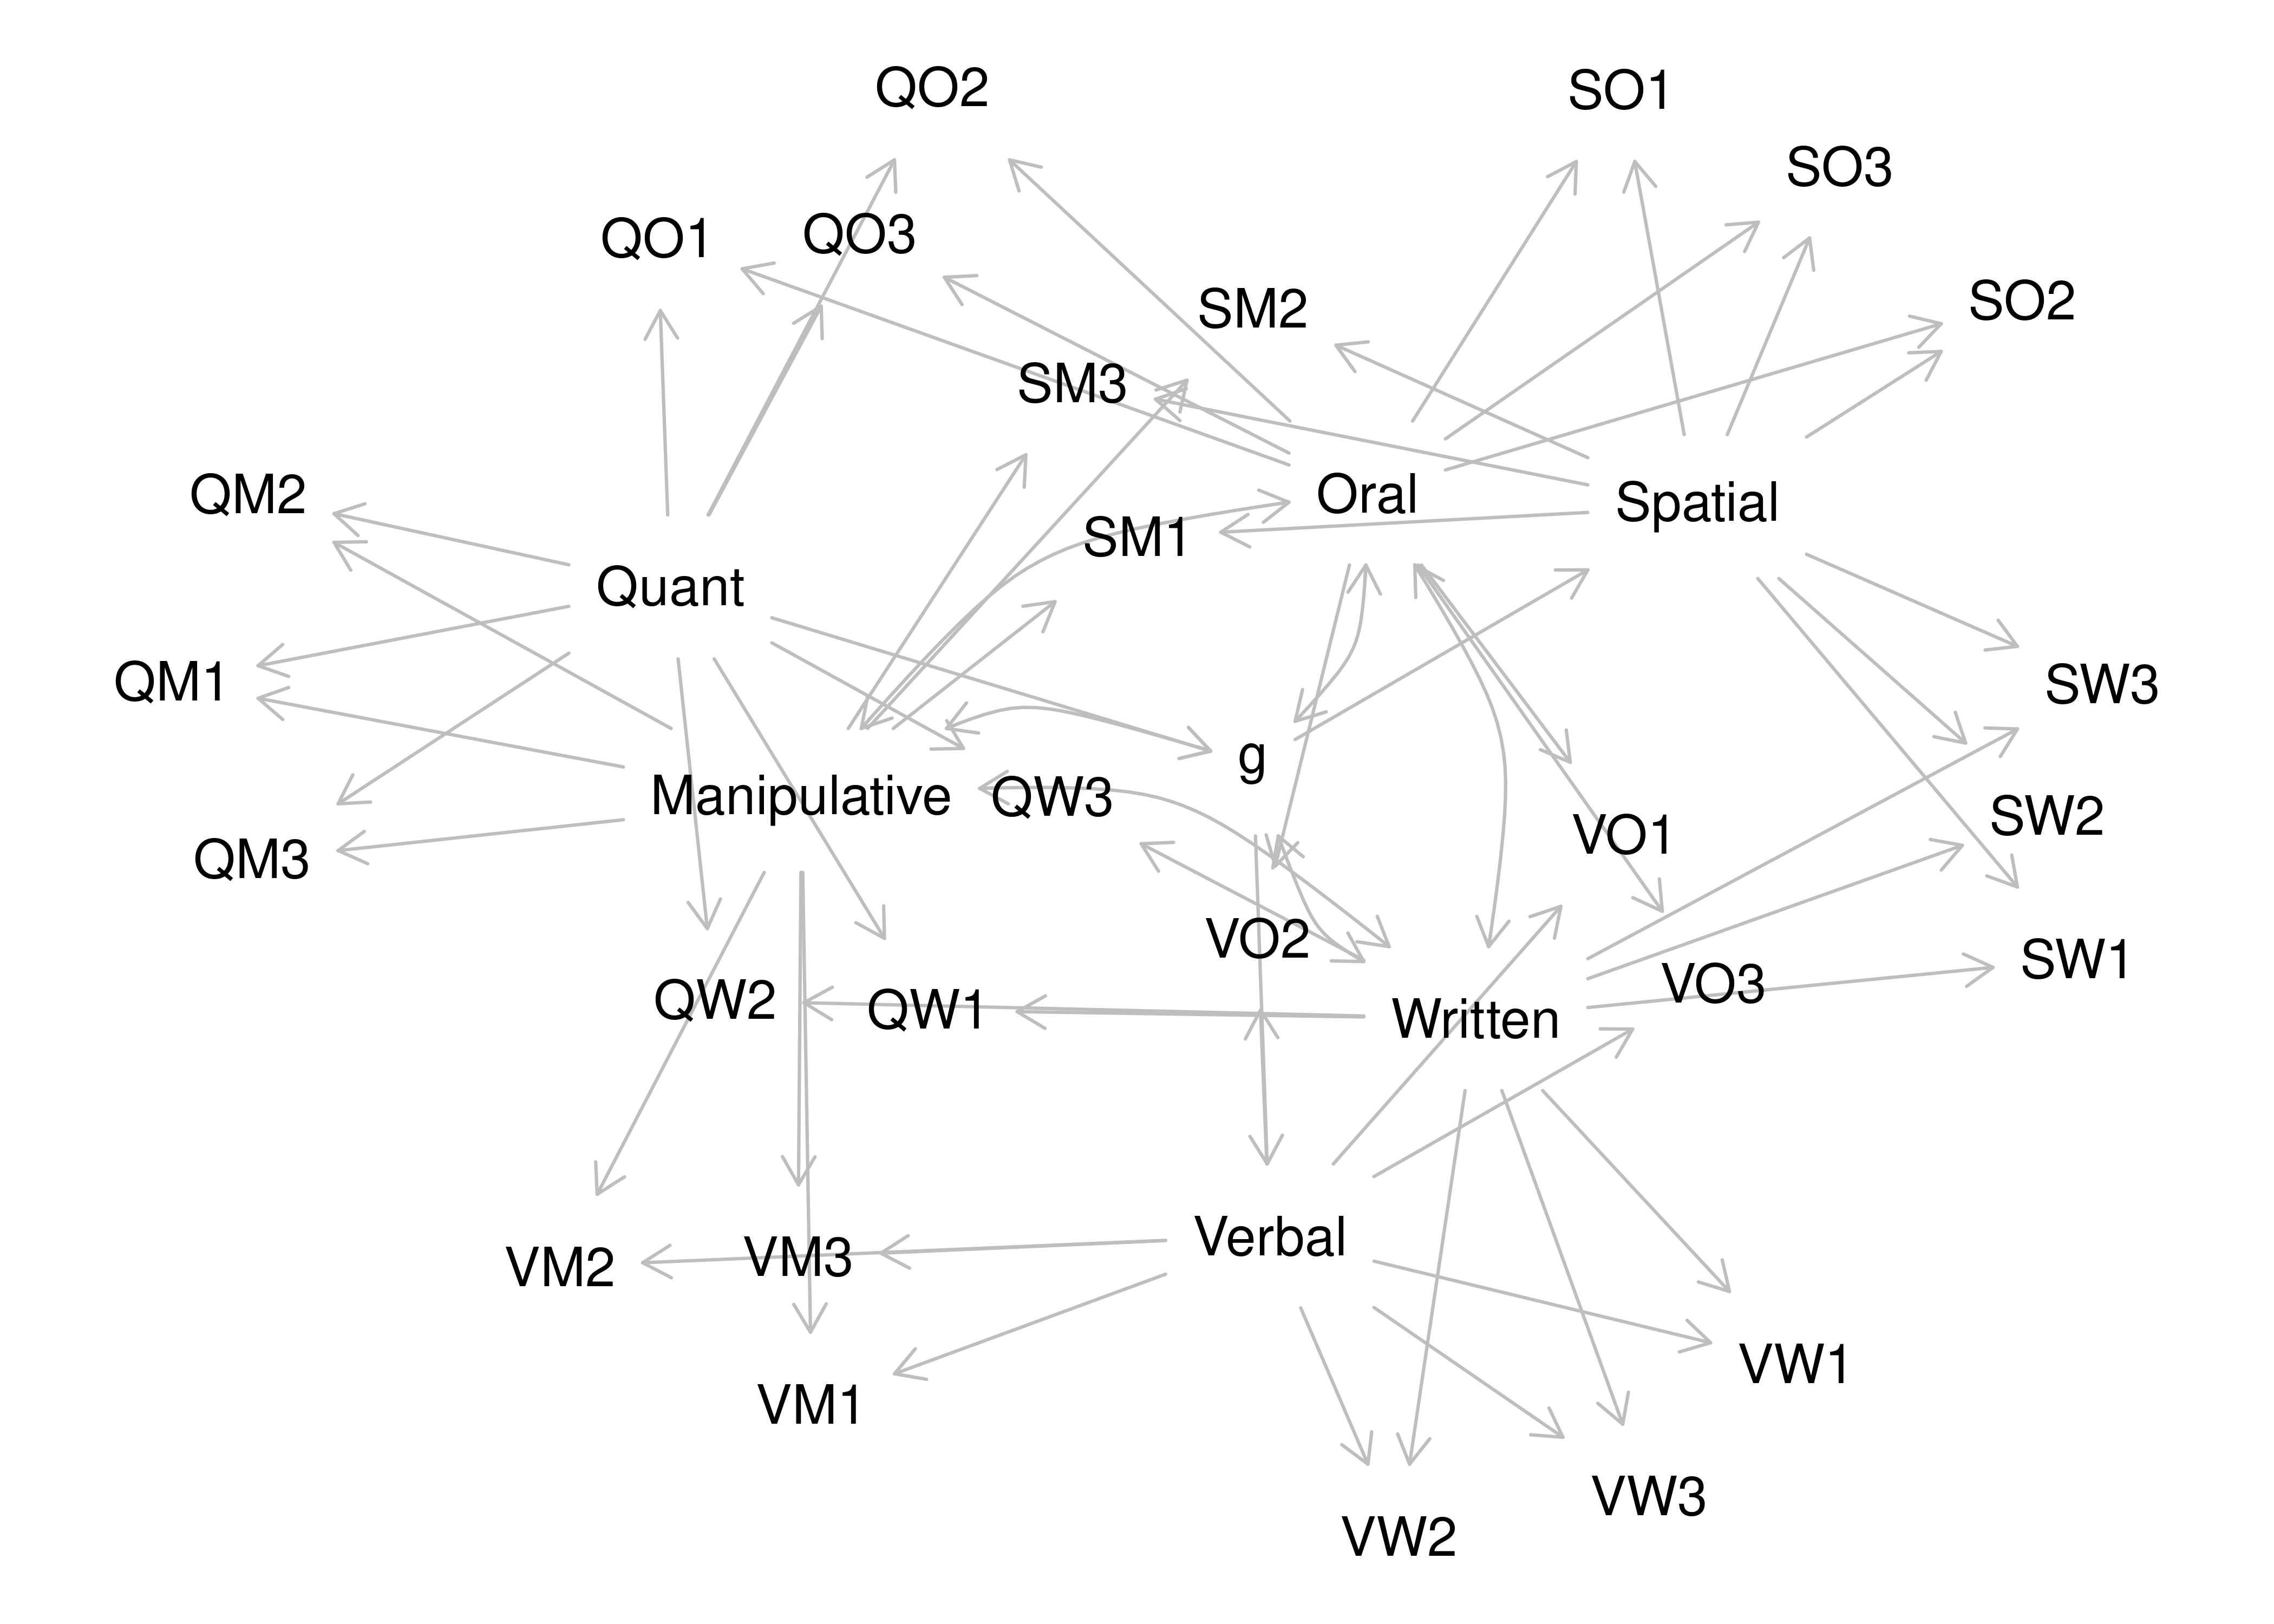 QO2
SO1
SO3
QO1
QO3
SO2
SM2
SM3
QM2
Oral
Spatial
SM1
Quant
QM1
SW3
g
Manipulative
QW3
SW2
VO1
QM3
VO2
SW1
VO3
QW2
QW1
Written
Verbal
VM3
VM2
VW1
VM1
VW3
VW2